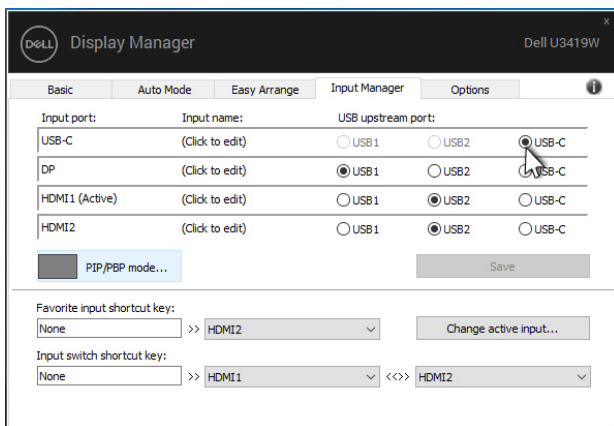 DELL Display Manager Dell U3419W x
Basic Auto Mode Easy Arrange Input Manager Options i
Input port: Input name: USB upstream port:
USB-C (Click to edit) USB1 USB2 USB-C
DP (Click to edit) USB1 USB2 USB-C
HDMI1 (Active) (Click to edit) USB1 USB2 USB-C
HDMI2 (Click to edit) USB1 USB2 USB-C
PIP/PBP mode... Save
Favorite input shortcut key:
None >> HDMI2 Change active input...
Input switch shortcut key:
None >> HDMI1 <<>> HDMI2